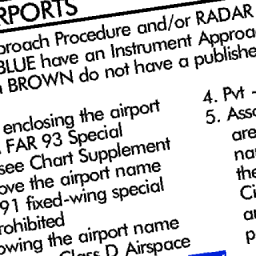 RPORTS
proach Procedure and/or RADAR
BLUE have an Instrument Approa
BROWN do not have a publishe
enclosing the airport
FAR 93 Special
see Chart Supplement
ove the airport name
91 fixed-wing special
rohibited
owing the airport name
Class D Airspace
4. Pvt -
5. Asso
are
na
the
Ci
a
p